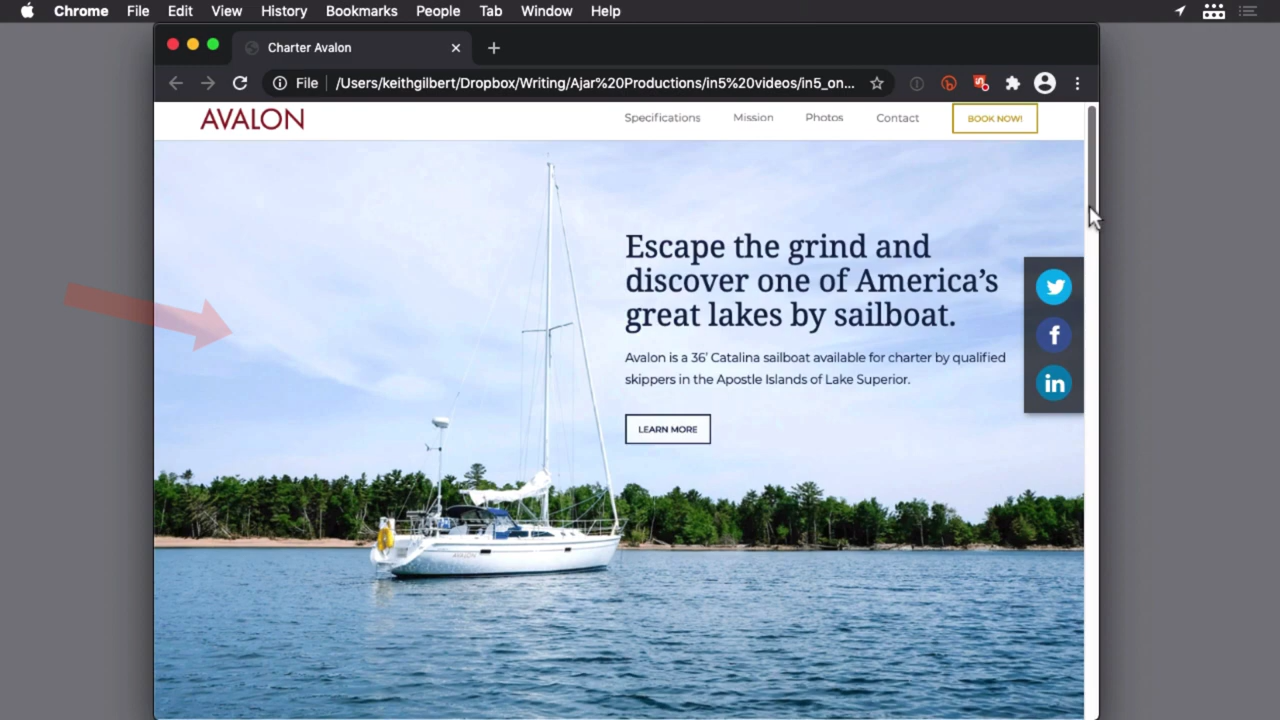 Chrome File Edit View History Bookmarks People Tab Window Help
Charter Avalon
File /Users/keithgilbert/Dropbox/Writing/Ajar%20Productions/in5%20videos/in5_on...
AVALON
Specifications Mission Photos Contact BOOK NOW!
Escape the grind and
discover one of America’s
great lakes by sailboat.
Avalon is a 36’ Catalina sailboat available for charter by qualified
skippers in the Apostle Islands of Lake Superior.
LEARN MORE
AVALON